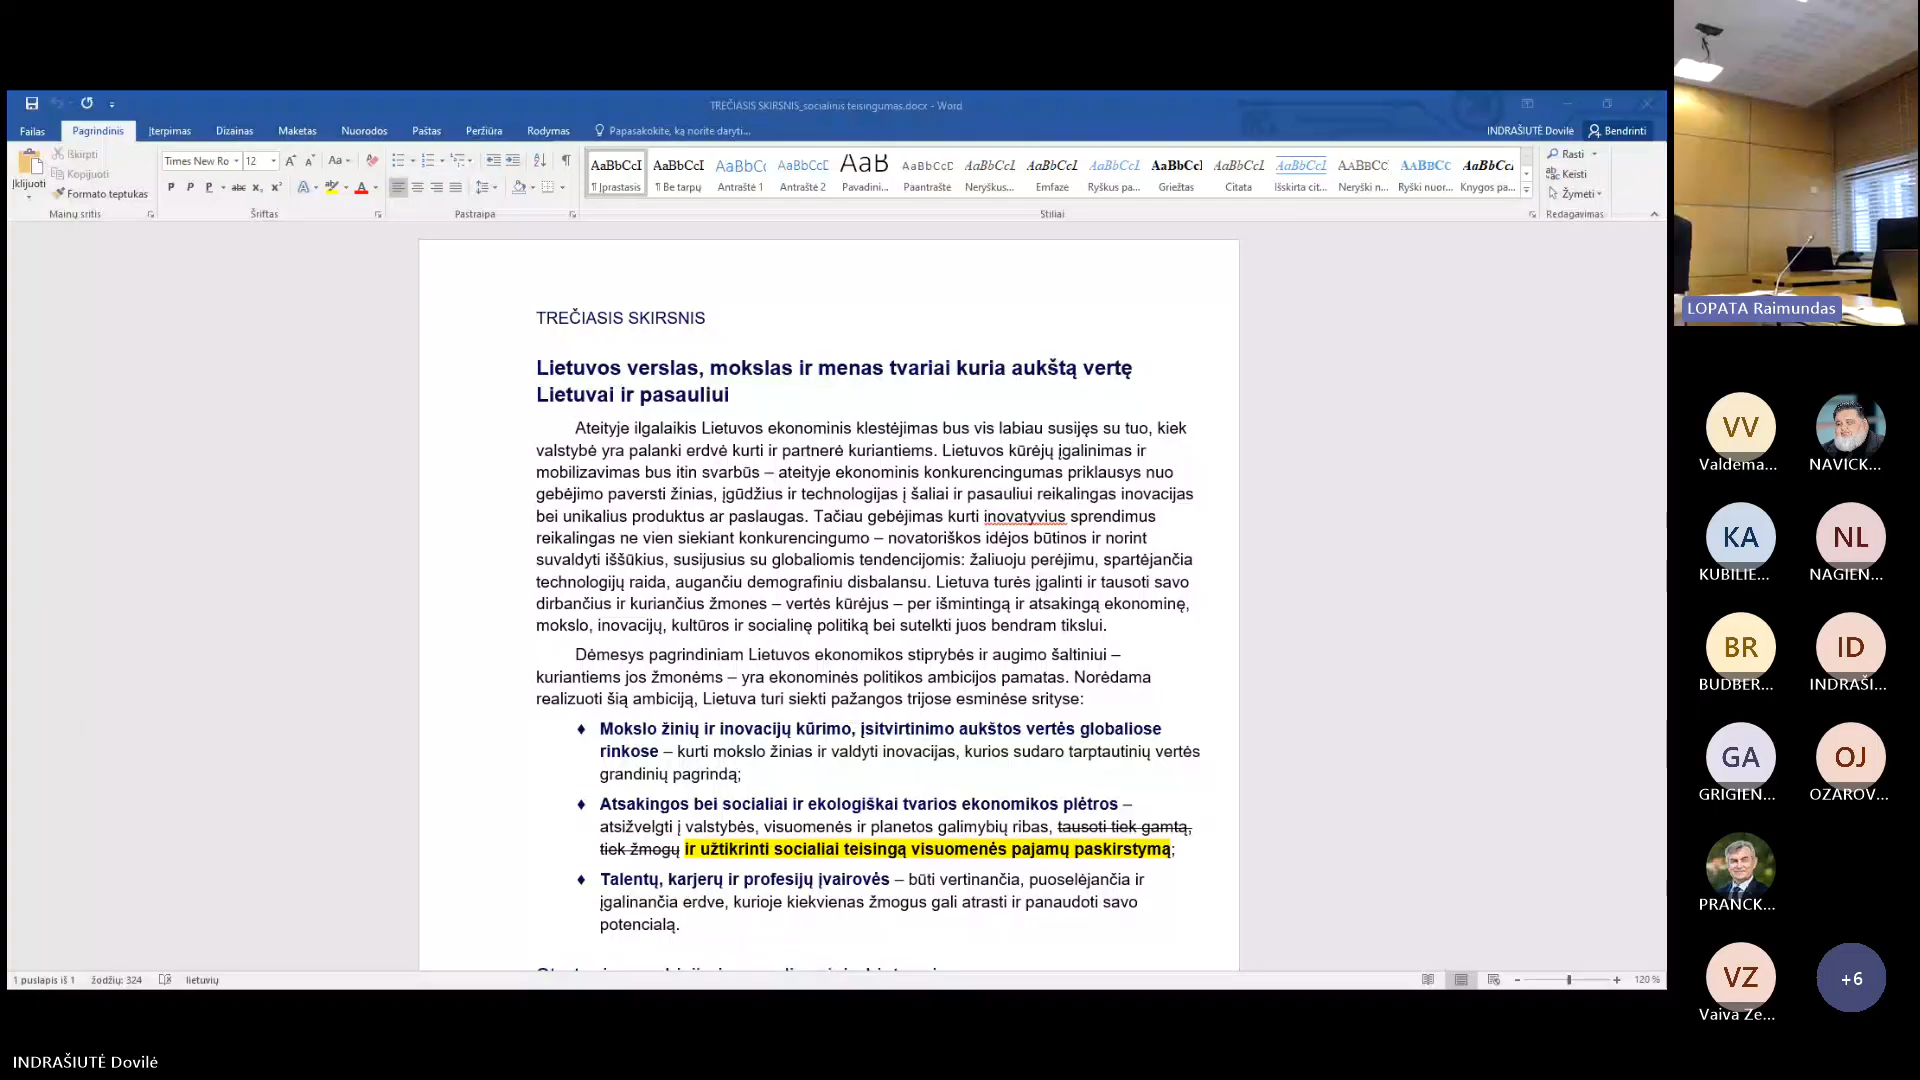 TREČIASIS SKIRSNIS_socialinis teisingumas.docx - Word
Failas
Pagrindinis
Įterpimas
Dizainas
Maketas
Nuorodos
Paštas
Peržiūra
Rodymas
Papasakokite, ką norite daryti...
INDRAŠIUTĖ Dovilė
Bendrinti
Įklijuoti
Iškirpti
Kopijuoti
Formato teptukas
Mainų sritis
Times New Ro
12
Šriftas
Pastraipa
¶ Įprastasis
¶ Be tarpų
Antraštė 1
Antraštė 2
Pavadini...
Paantraštė
Neryškus...
Emfazė
Ryškus pa...
Griežtas
Citata
Išskirta cit...
Neryški n...
Ryški nuor...
Knygos pa...
Stiliai
Rasti
Keisti
Žymėti
Redagavimas
TREČIASIS SKIRSNIS
Lietuvos verslas, mokslas ir menas tvariai kuria aukštą vertę
Lietuvai ir pasauliui
Ateityje ilgalaikis Lietuvos ekonominis klestėjimas bus vis labiau susijęs su tuo, kiek
valstybė yra palanki erdvė kurti ir partnerė kuriantiems. Lietuvos kūrėjų įgalinimas ir
mobilizavimas bus itin svarbūs – ateityje ekonominis konkurencingumas priklausys nuo
gebėjimo paversti žinias, įgūdžius ir technologijas į šaliai ir pasauliui reikalingas inovacijas
bei unikalius produktus ar paslaugas. Tačiau gebėjimas kurti inovatyvius sprendimus
reikalingas ne vien siekiant konkurencingumo – novatoriškos idėjos būtinos ir norint
suvaldyti iššūkius, susijusius su globaliomis tendencijomis: žaliuoju perėjimu, spartėjančia
technologijų raida, augančiu demografiniu disbalansu. Lietuva turės įgalinti ir tausoti savo
dirbančius ir kuriančius žmones – vertės kūrėjus – per išmintingą ir atsakingą ekonominę,
mokslo, inovacijų, kultūros ir socialinę politiką bei sutelkti juos bendram tikslui.
Dėmesys pagrindiniam Lietuvos ekonomikos stiprybės ir augimo šaltiniui –
kuriantiems jos žmonėms – yra ekonominės politikos ambicijos pamatas. Norėdama
realizuoti šią ambiciją, Lietuva turi siekti pažangos trijose esminėse srityse:
♦ Mokslo žinių ir inovacijų kūrimo, įsitvirtinimo aukštos vertės globaliose
rinkose – kurti mokslo žinias ir valdyti inovacijas, kurios sudaro tarptautinių vertės
grandinių pagrindą;
♦ Atsakingos bei socialiai ir ekologiškai tvarios ekonomikos plėtros –
atsižvelgti į valstybės, visuomenės ir planetos galimybių ribas, tausoti tiek gamtą,
tiek žmogų ir užtikrinti socialiai teisingą visuomenės pajamų paskirstymą;
♦ Talentų, karjerų ir profesijų įvairovės – būti vertinančia, puoselėjančia ir
įgalinančia erdve, kurioje kiekvienas žmogus gali atrasti ir panaudoti savo
potencialą.
1 puslapis iš 1
žodžių: 324
lietuvių
120 %
LOPATA Raimundas
VV
Valdema...
NAVICK...
KA
KUBILIE...
NL
NAGIEN...
BR
BUDBER...
ID
INDRAŠI...
GA
GRIGIEN...
OJ
OZAROV...
PRANCK...
VZ
Vaiva Ze...
+6
INDRAŠIUTĖ Dovilė